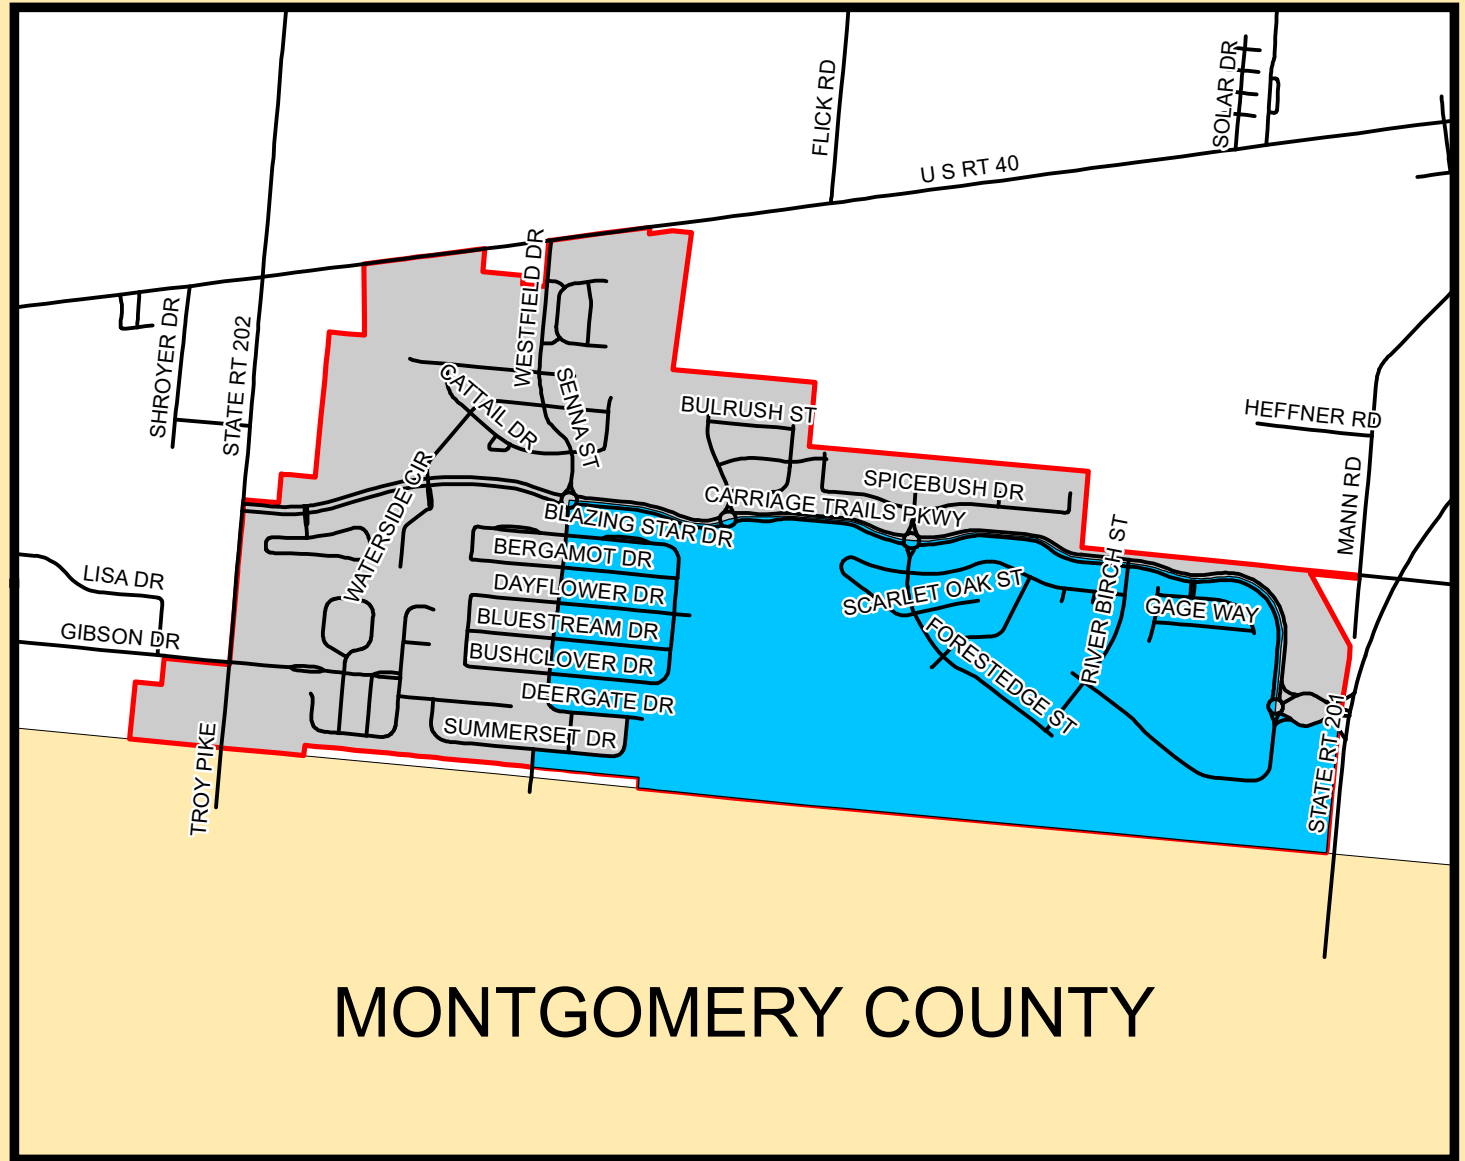 SOLAR DR
FLICK RD
U S RT 40
WESTFIELD DR
SHROYER DR
STATE RT 202
CATTAIL DR
SENNA ST
BULRUSH ST
HEFFNER RD
MANN RD
WATERSIDE CIR
SPICEBUSH DR
CARRIAGE TRAILS PKWY
BLAZING STAR DR
BERGAMOT DR
LISA DR
DAYFLOWER DR
SCARLET OAK ST
RIVER BIRCH ST
GAGE WAY
BLUESTREAM DR
GIBSON DR
BUSHCLOVER DR
FORESTEDGE ST
DEERGATE DR
SUMMERSET DR
STATE RT 201
TROY PIKE
MONTGOMERY COUNTY